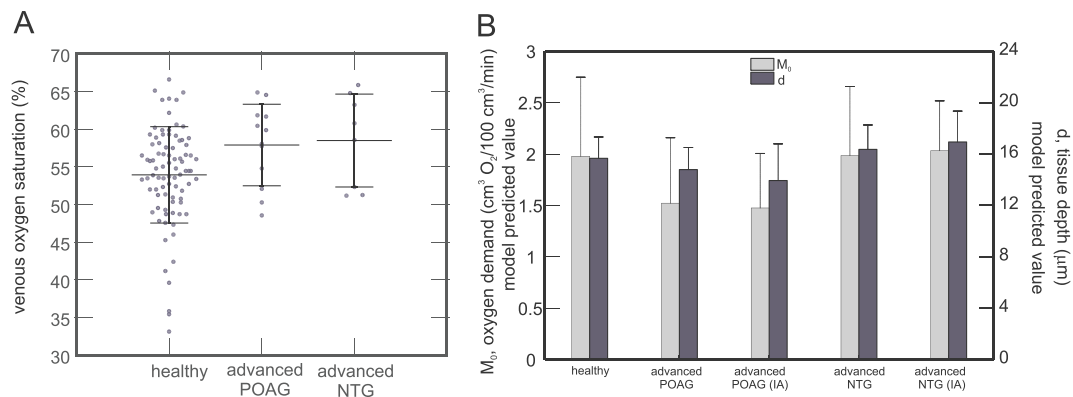 A
venous oxygen saturation (%)
70
65
60
55
50
45
40
35
30
healthy
advanced
POAG
advanced
NTG
B
M₀, oxygen demand (cm³ O₂/100 cm³/min)
model predicted value
3
2.5
2
1.5
1
0.5
0
M₀
d
24
20
16
12
8
4
0
d, tissue depth (μm)
model predicted value
healthy
advanced
POAG
advanced
POAG (IA)
advanced
NTG
advanced
NTG (IA)